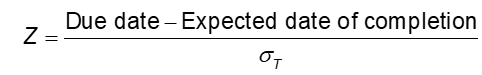 Z = (Due date – Expected date of completion) / σ_T